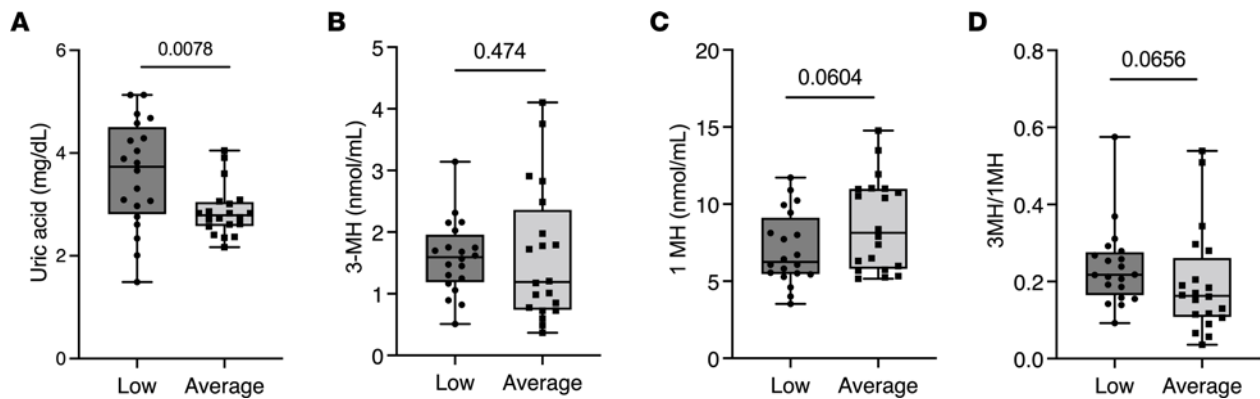 A
0.0078
Uric acid (mg/dL)
6
4
2
0
Low Average
B
0.474
3-MH (nmol/mL)
5
4
3
2
1
0
Low Average
C
0.0604
1 MH (nmol/mL)
20
15
10
5
0
Low Average
D
0.0656
3MH/1MH
0.8
0.6
0.4
0.2
0.0
Low Average